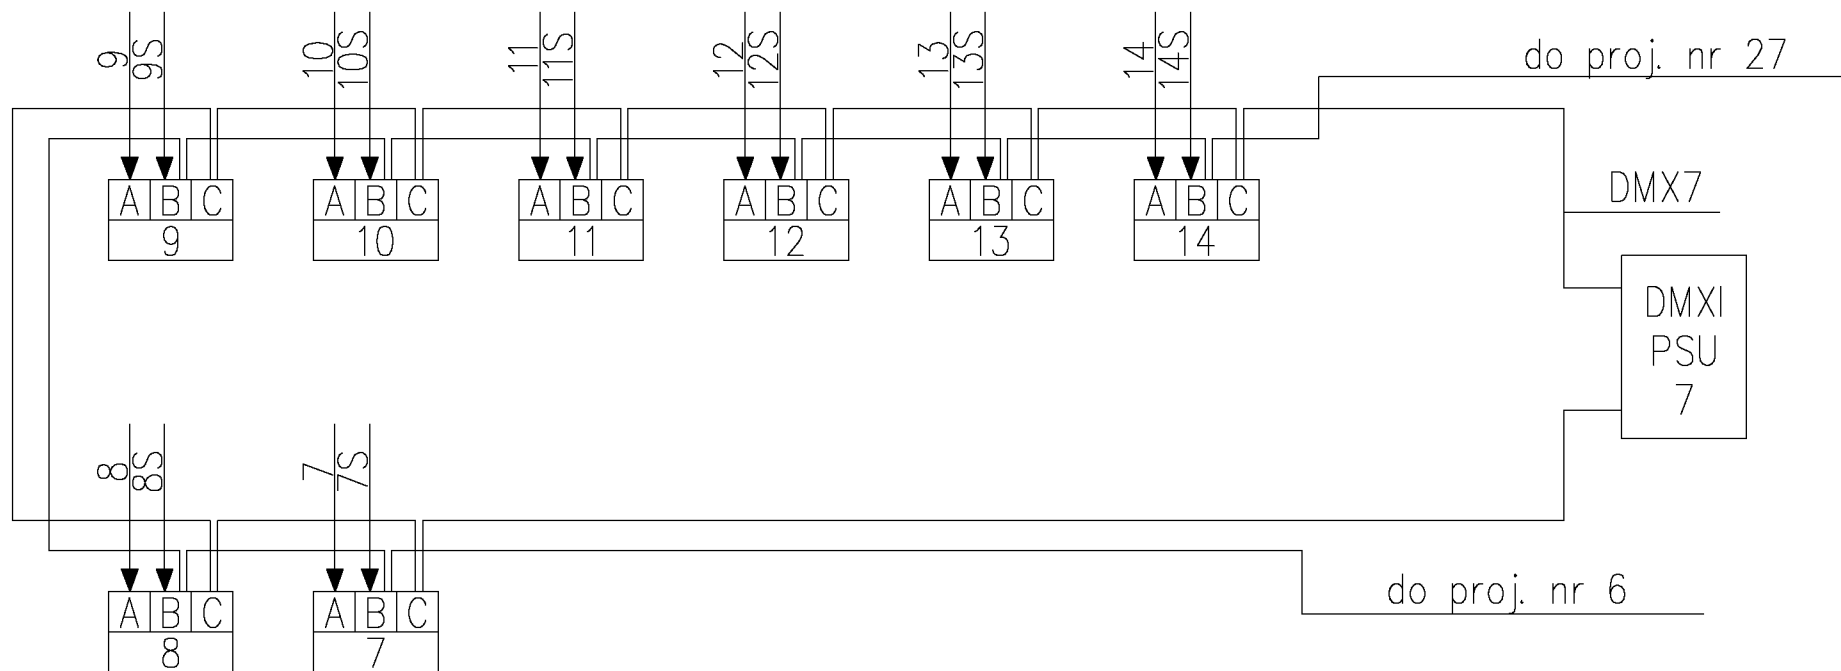 9
9S
10
10S
11
11S
12
12S
13
13S
14
14S
do proj. nr 27
A B C
9
A B C
10
A B C
11
A B C
12
A B C
13
A B C
14
DMX7
DMXI
PSU
7
8
8S
7
7S
A B C
8
A B C
7
do proj. nr 6